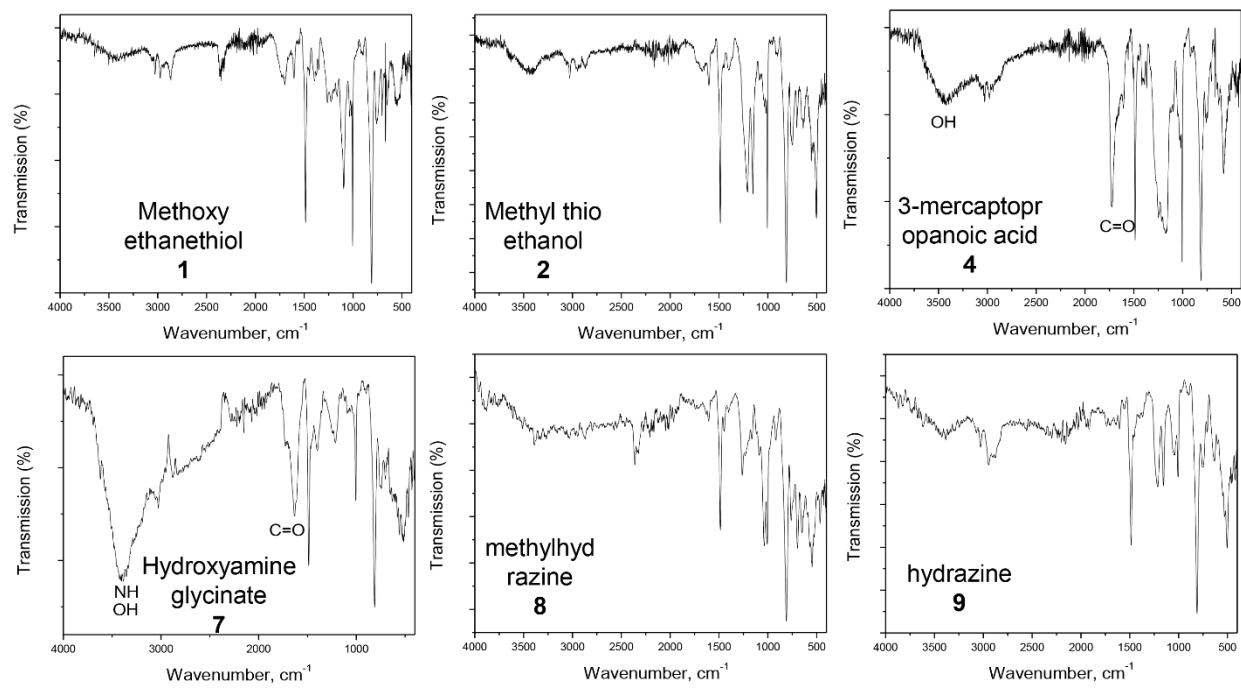 Transmission (%)
Methoxy
ethanethiol
1
4000 3500 3000 2500 2000 1500 1000 500
Wavenumber, cm⁻¹
Transmission (%)
Methyl thio
ethanol
2
4000 3500 3000 2500 2000 1500 1000 500
Wavenumber, cm⁻¹
Transmission (%)
OH
C=O
3-mercaptopr
opanoic acid
4
4000 3500 3000 2500 2000 1500 1000 500
Wavenumber, cm⁻¹
Transmission (%)
C=O
NH
OH
Hydroxyamine
glycinate
7
4000 3000 2000 1000
Wavenumber, cm⁻¹
Transmission (%)
methylhyd
razine
8
4000 3500 3000 2500 2000 1500 1000 500
Wavenumber, cm⁻¹
Transmission (%)
hydrazine
9
4000 3500 3000 2500 2000 1500 1000 500
Wavenumber, cm⁻¹